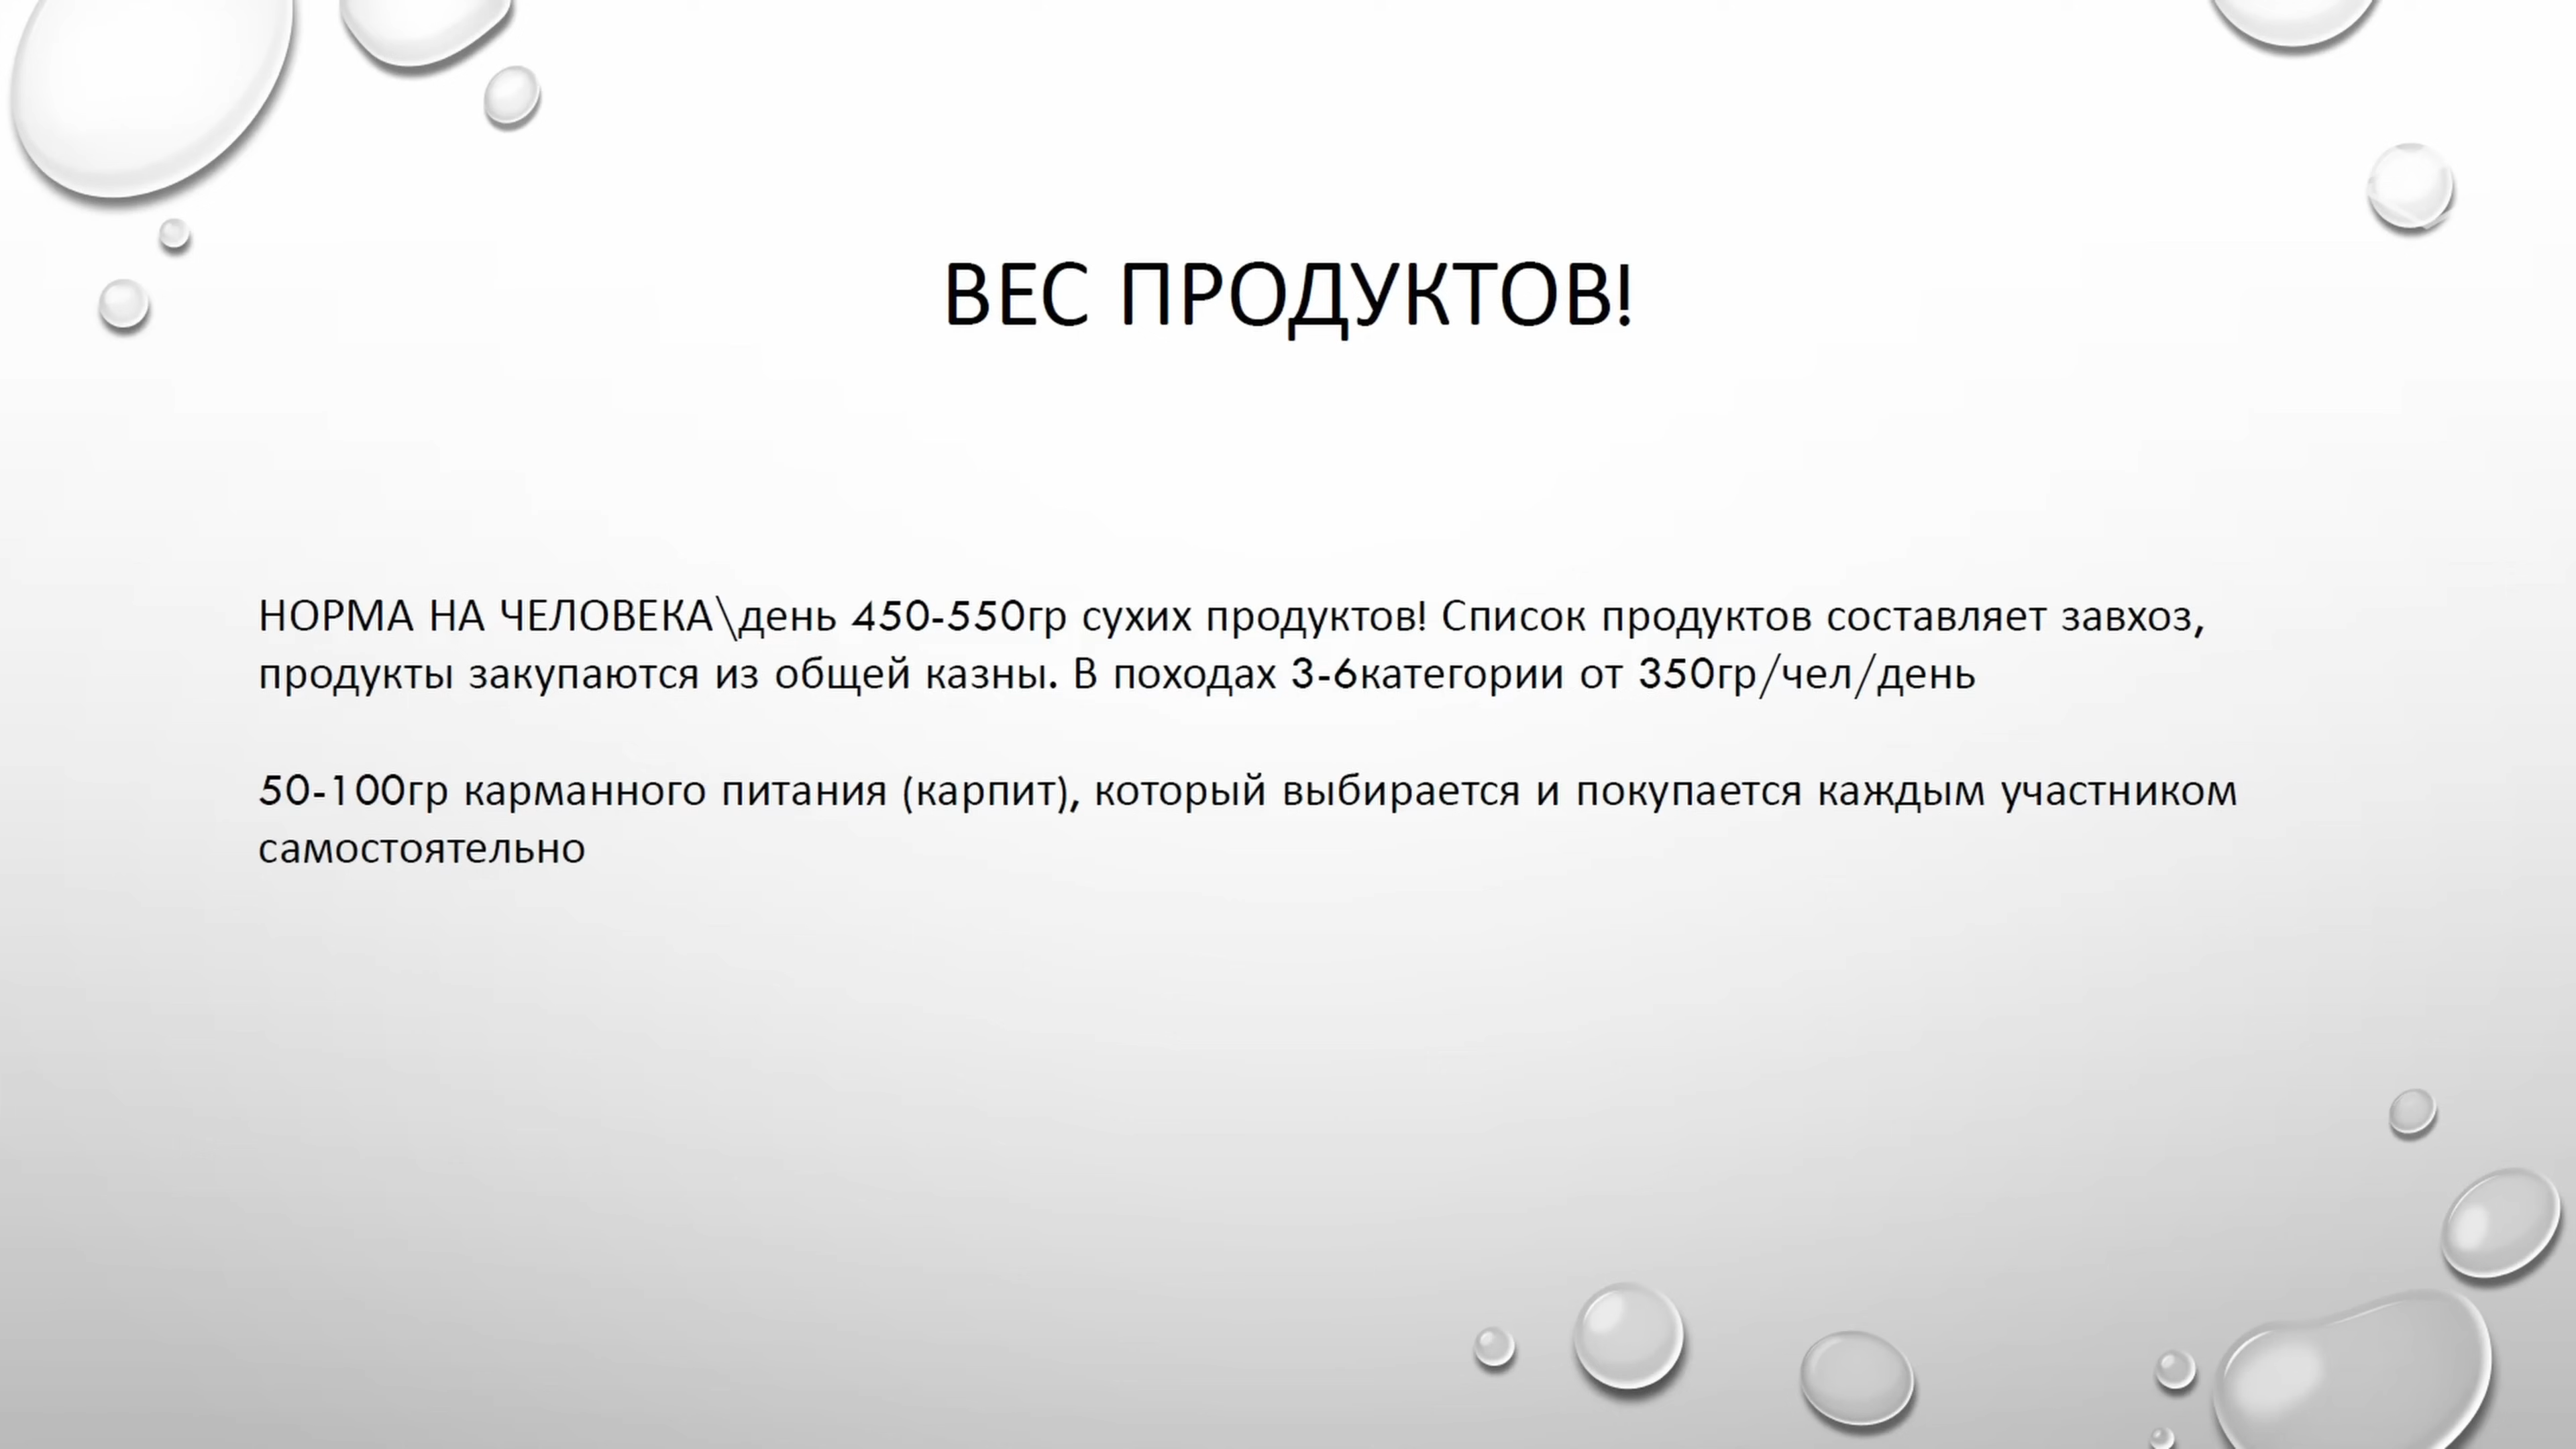 ВЕС ПРОДУКТОВ!
НОРМА НА ЧЕЛОВЕКА\день 450-550гр сухих продуктов! Список продуктов составляет завхоз,
продукты закупаются из общей казны. В походах 3-6категории от 350гр/чел/день
50-100гр карманного питания (карпит), который выбирается и покупается каждым участником
самостоятельно